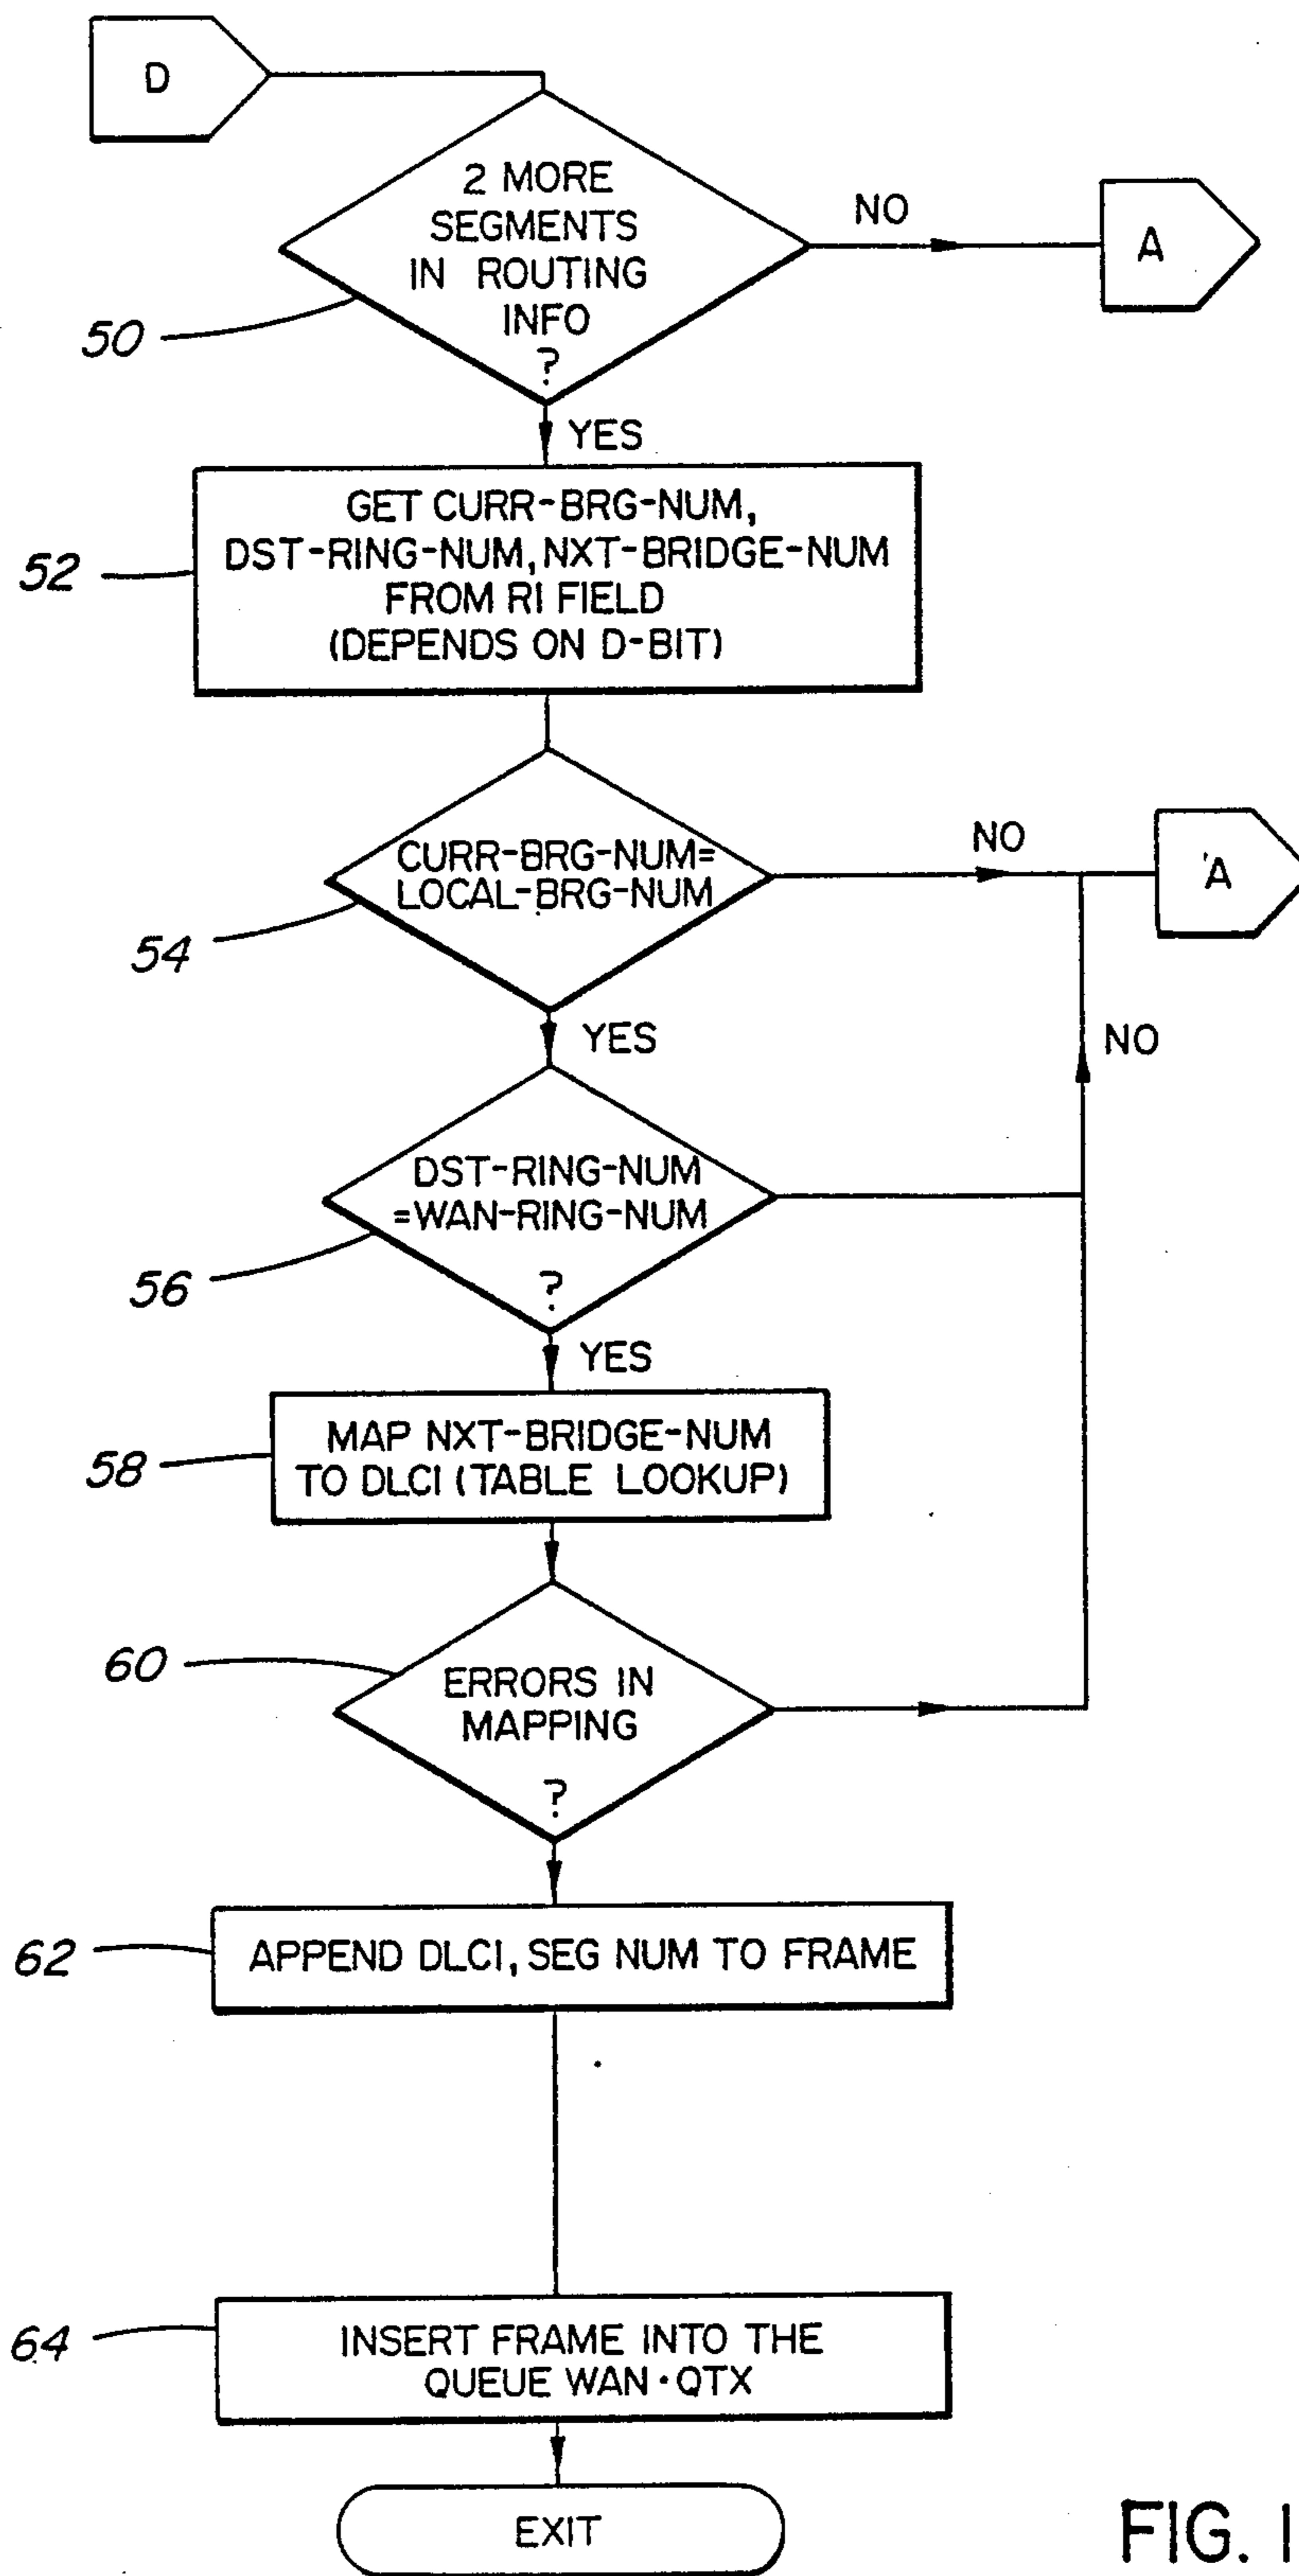 D
2 MORE
SEGMENTS
IN ROUTING
INFO
?
NO
A
50
YES
GET CURR-BRG-NUM,
DST-RING-NUM, NXT-BRIDGE-NUM
FROM RI FIELD
(DEPENDS ON D-BIT)
52
CURR-BRG-NUM=
LOCAL-BRG-NUM
NO
A
54
YES
NO
DST-RING-NUM
=WAN-RING-NUM
?
56
YES
MAP NXT-BRIDGE-NUM
TO DLCI (TABLE LOOKUP)
58
60
ERRORS IN
MAPPING
?
62
APPEND DLCI, SEG NUM TO FRAME
64
INSERT FRAME INTO THE
QUEUE WAN·QTX
EXIT
FIG. I